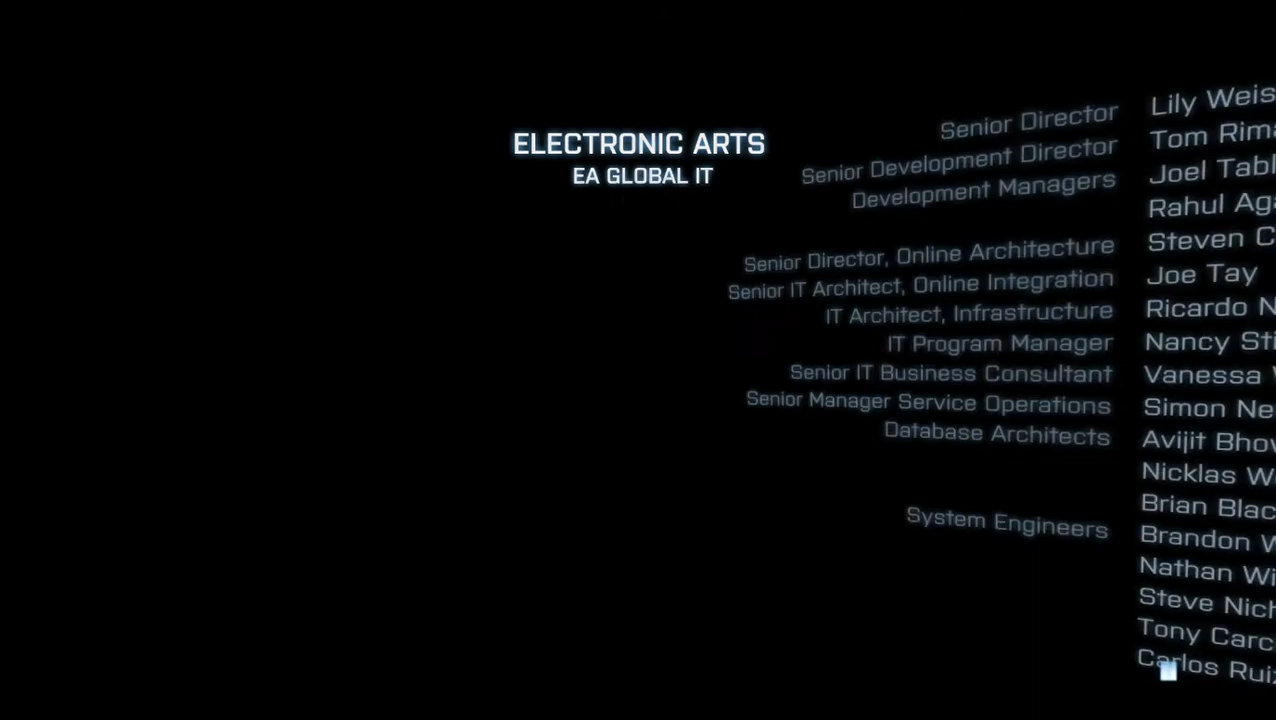 ELECTRONIC ARTS
EA GLOBAL IT
Senior Director Lily
Senior Development Director Tom
Development Managers Joel
Rahul
Senior Director, Online Architecture Steven
Senior IT Architect, Online Integration Joe Tay
IT Architect, Infrastructure Ricardo
IT Program Manager Nancy
Senior IT Business Consultant Vanessa
Senior Manager Service Operations Simon
Database Architects Avijit
Nicklas
Brian
System Engineers Brandon
Nathan
Steve
Tony
Carlos